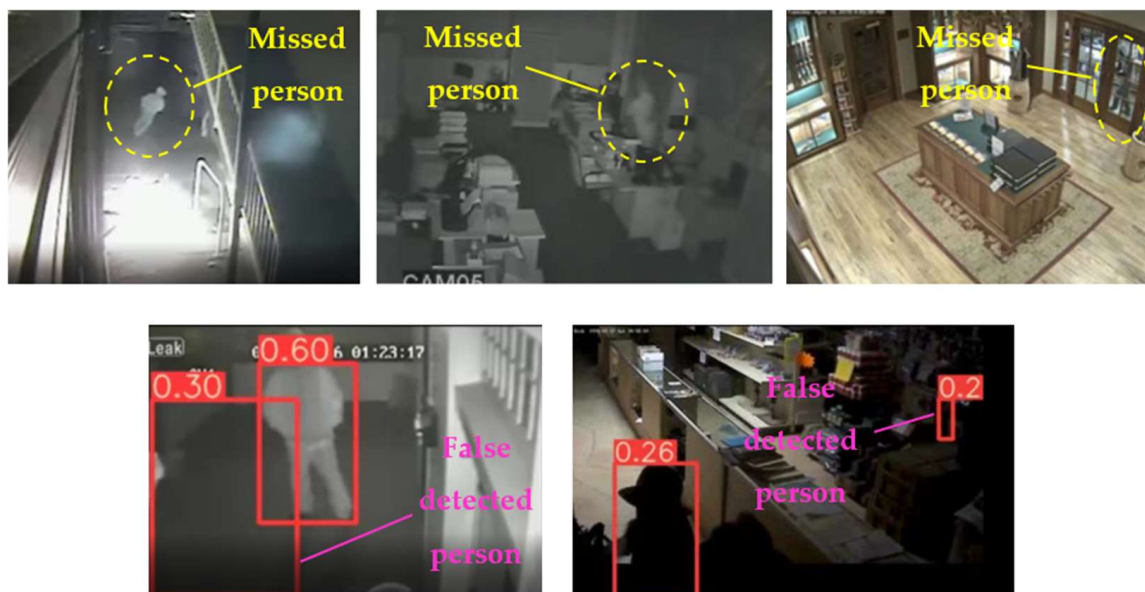 Missed
person
Missed
person
Missed
person
CAM05
Leak
6 01:23:17
0.60
0.30
False
detected
person
0.2
False
detected
person
0.26